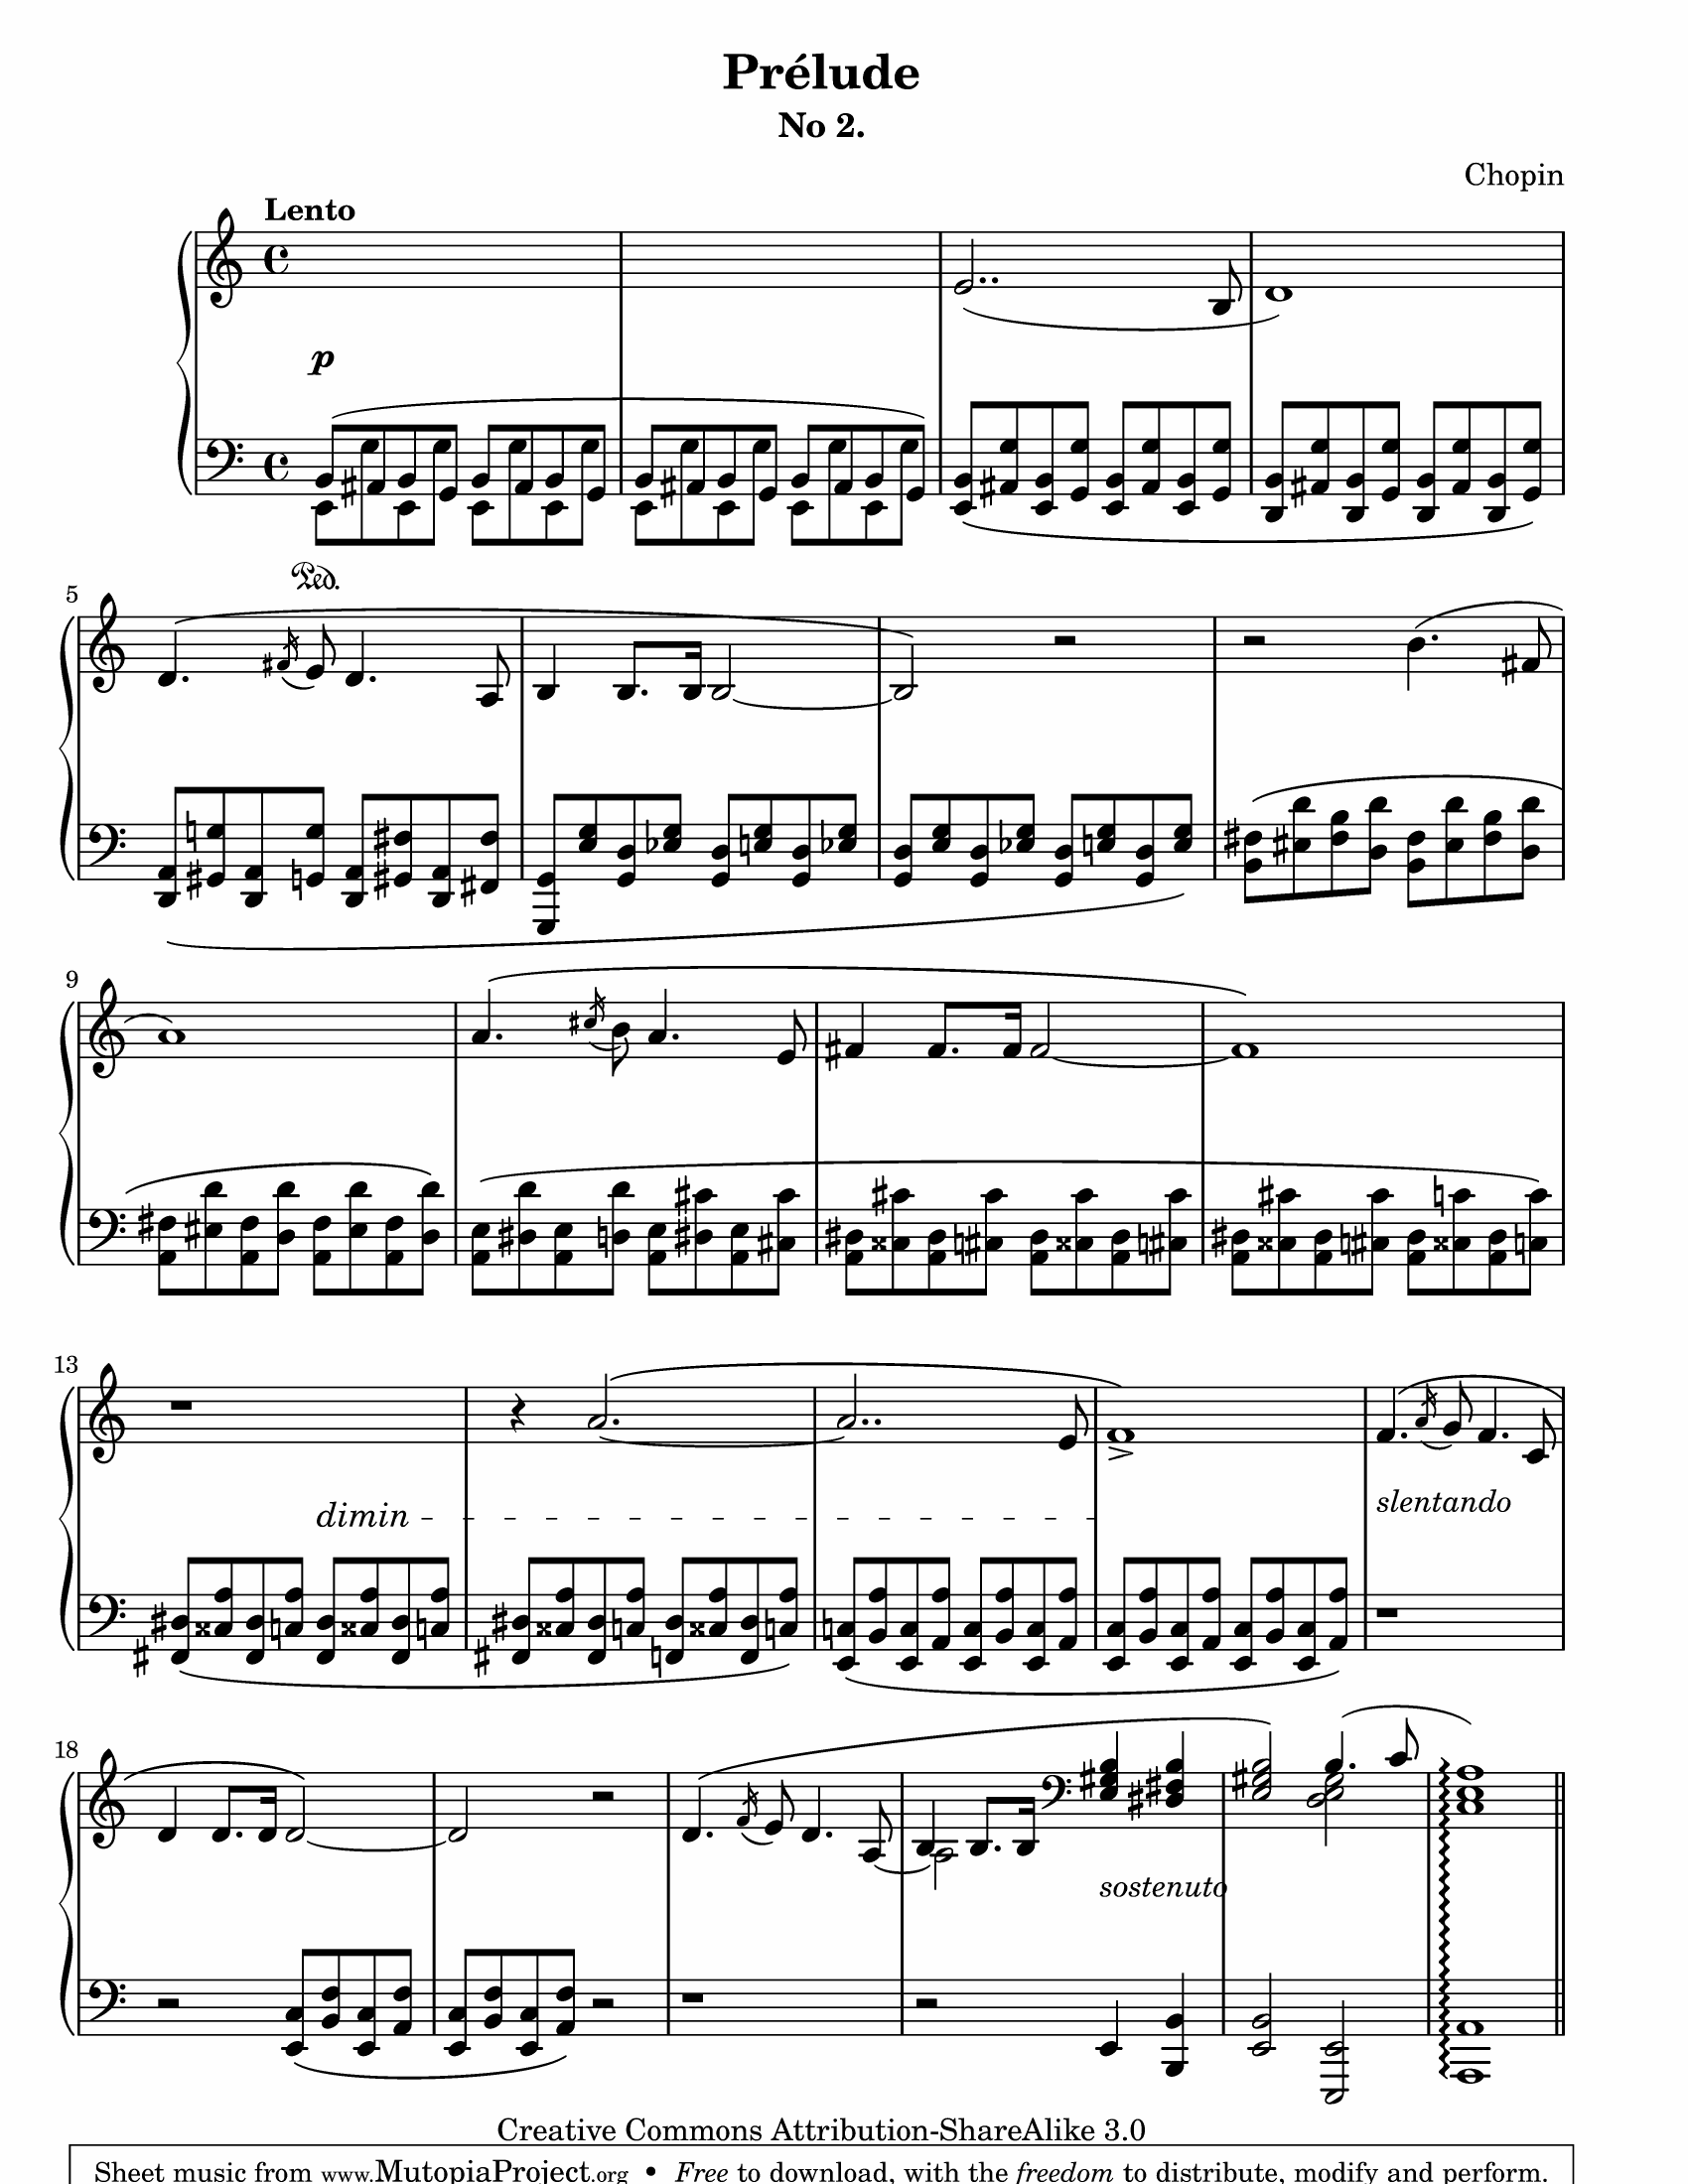 Prélude
No 2.
Chopin
Lento
p
Ped.
5
9
13
dimin
slentando
18
sostenuto
Creative Commons Attribution-ShareAlike 3.0
Sheet music from www.MutopiaProject.org • Free to download, with the freedom to distribute, modify and perform.